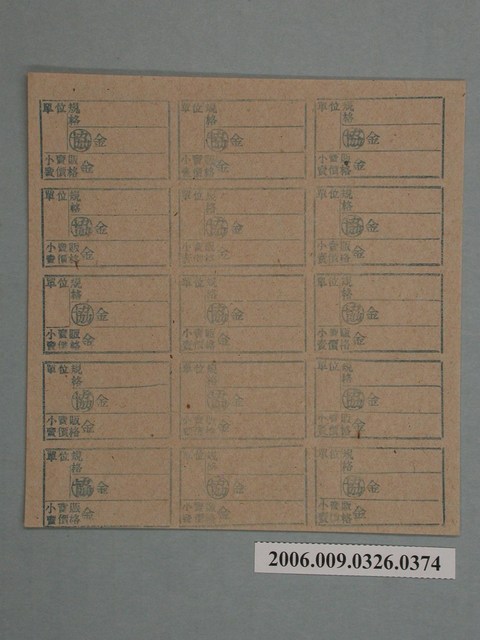 單位 規格
協 金
小賣販賣價格 金
單位 規格
協 金
小賣販賣價格 金
單位 規格
協 金
小賣販賣價格 金
單位 規格
協 金
小賣販賣價格 金
單位 規格
協 金
小賣販賣價格 金
單位 規格
協 金
小賣販賣價格 金
單位 規格
協 金
小賣販賣價格 金
單位 規格
協 金
小賣販賣價格 金
單位 規格
協 金
小賣販賣價格 金
單位 規格
協 金
小賣販賣價格 金
單位 規格
協 金
小賣販賣價格 金
單位 規格
協 金
小賣販賣價格 金
單位 規格
協 金
小賣販賣價格 金
單位 規格
協 金
小賣販賣價格 金
單位 規格
協 金
小賣販賣價格 金
2006.009.0326.0374